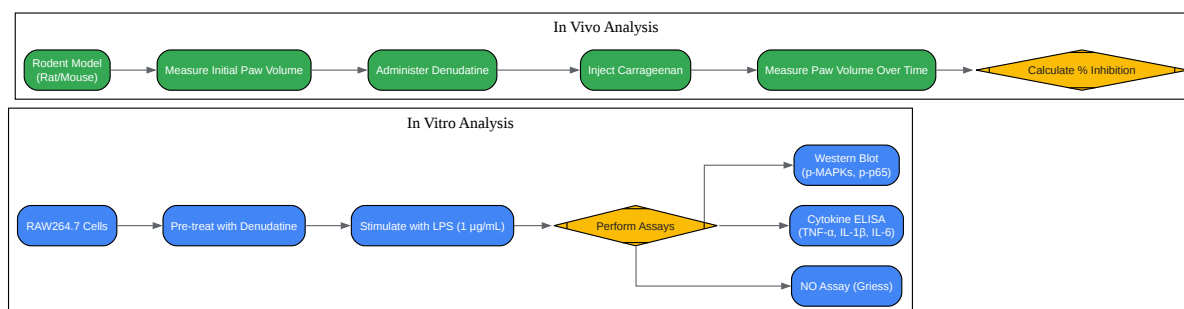 In Vivo Analysis
Rodent Model
(Rat/Mouse)
Measure Initial Paw Volume
Administer Denudatine
Inject Carrageenan
Measure Paw Volume Over Time
Calculate % Inhibition
In Vitro Analysis
RAW264.7 Cells
Pre-treat with Denudatine
Stimulate with LPS (1 µg/mL)
Perform Assays
Western Blot
(p-MAPKs, p-p65)
Cytokine ELISA
(TNF-α, IL-1β, IL-6)
NO Assay (Griess)